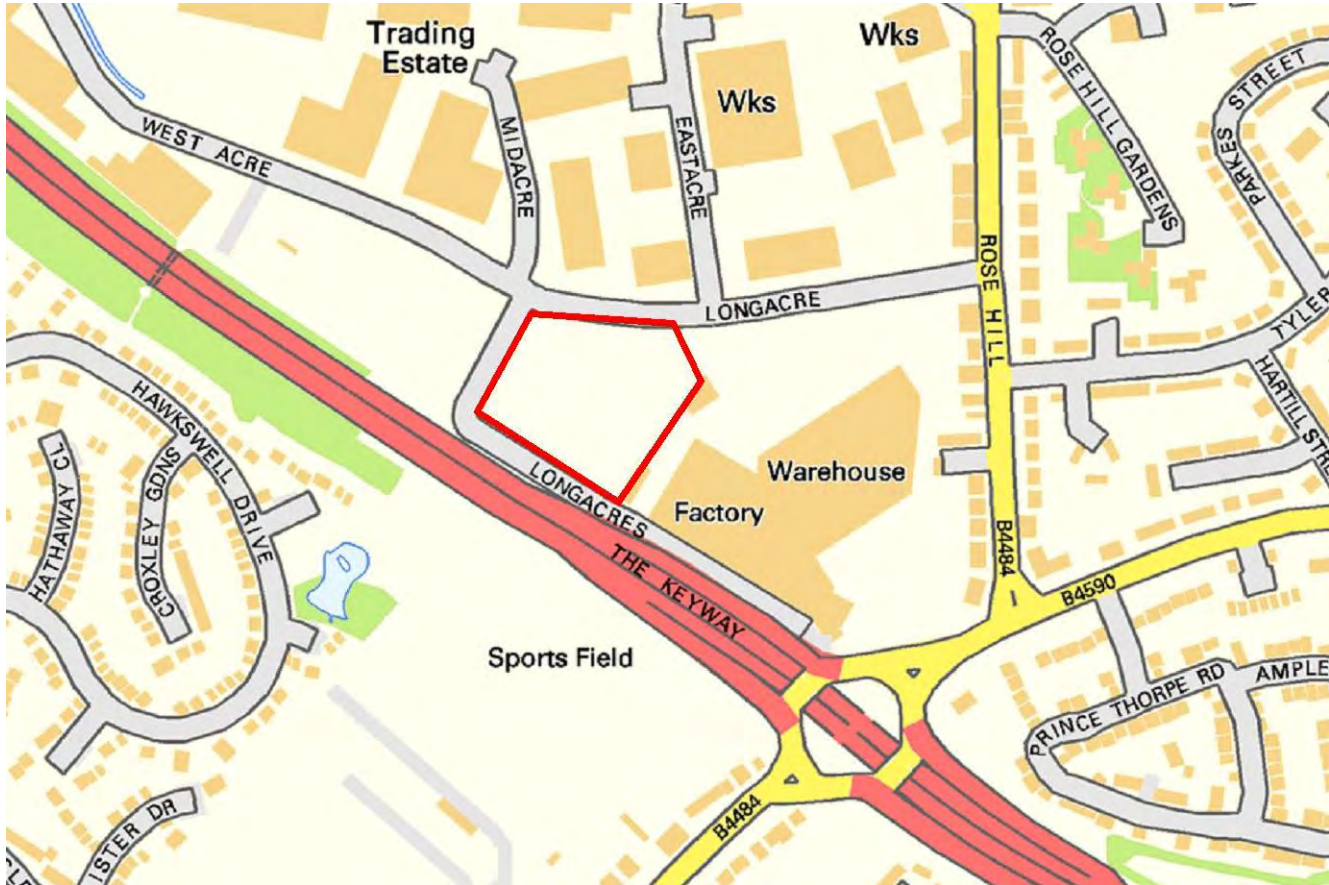 Trading
Estate
Wks
Wks
ROSE HILL GARDENS
PARKES STREET
WEST ACRE
MIDACRE
EASTACRE
ROSE HILL
LONGACRE
TYLER
HARTILL STRE
HAWKSWELL DRIVE
HATHAWAY CL
CROXLEY GDNS
LONGACRES
Warehouse
Factory
THE KEYWAY
B4484
B4590
Sports Field
PRINCE THORPE RD
AMPLE
B4484
ISTER DR